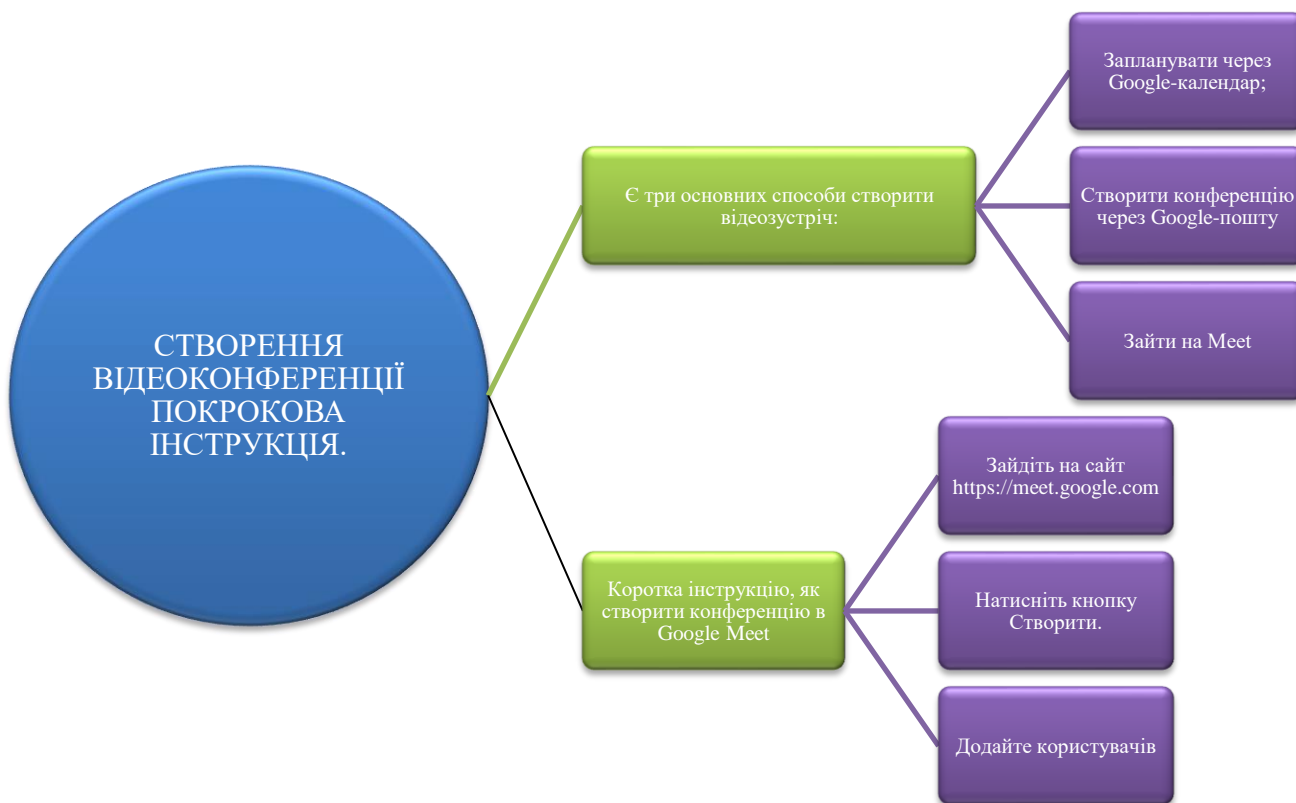 СТВОРЕННЯ
ВІДЕОКОНФЕРЕНЦІЇ
ПОКРОКОВА
ІНСТРУКЦІЯ.
Є три основних способи створити
відеозустріч:
Запланувати через
Google-календар;
Створити конференцію
через Google-пошту
Зайти на Meet
Коротка інструкцію, як
створити конференцію в
Google Meet
Зайдіть на сайт
https://meet.google.com
Натисніть кнопку
Створити.
Додайте користувачів